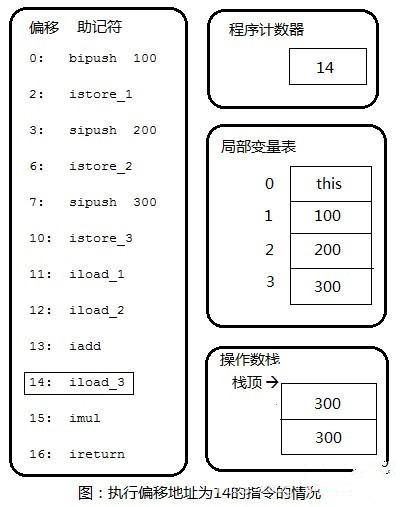 偏移 助记符
0: bipush 100
2: istore_1
3: sipush 200
6: istore_2
7: sipush 300
10: istore_3
11: iload_1
12: iload_2
13: iadd
14: iload_3
15: imul
16: ireturn
程序计数器
14
局部变量表
0 this
1 100
2 200
3 300
操作数栈
栈顶→
300
300
图：执行偏移地址为14的指令的情况